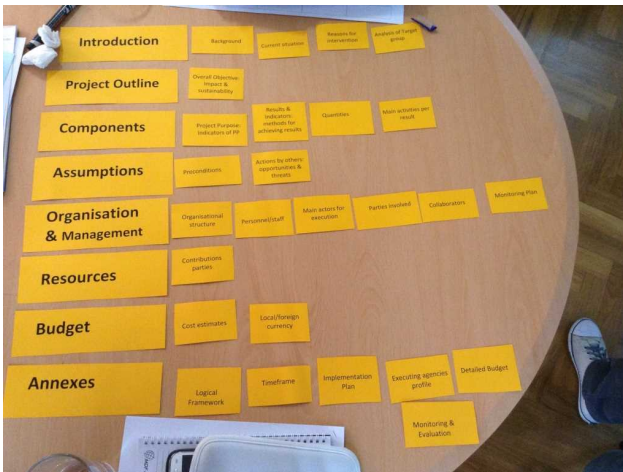 Introduction
Background
Current situation
Reasons for
intervention
Analysis of Target
group
Project Outline
Overall Objective:
Impact &
sustainability
Components
Project Purpose:
Indicators of PP
Results &
Indicators:
methods for
achieving results
Quantities
Main activities per
result
Assumptions
Preconditions
Actions by others:
opportunities &
threats
Organisation
& Management
Organisational
structure
Personnel/staff
Main actors for
execution
Parties involved
Collaborators
Monitoring Plan
Resources
Contributions
parties
Budget
Cost estimates
Local/foreign
currency
Annexes
Logical
Framework
Timeframe
Implementation
Plan
Executing agencies
profile
Detailed Budget
Monitoring &
Evaluation